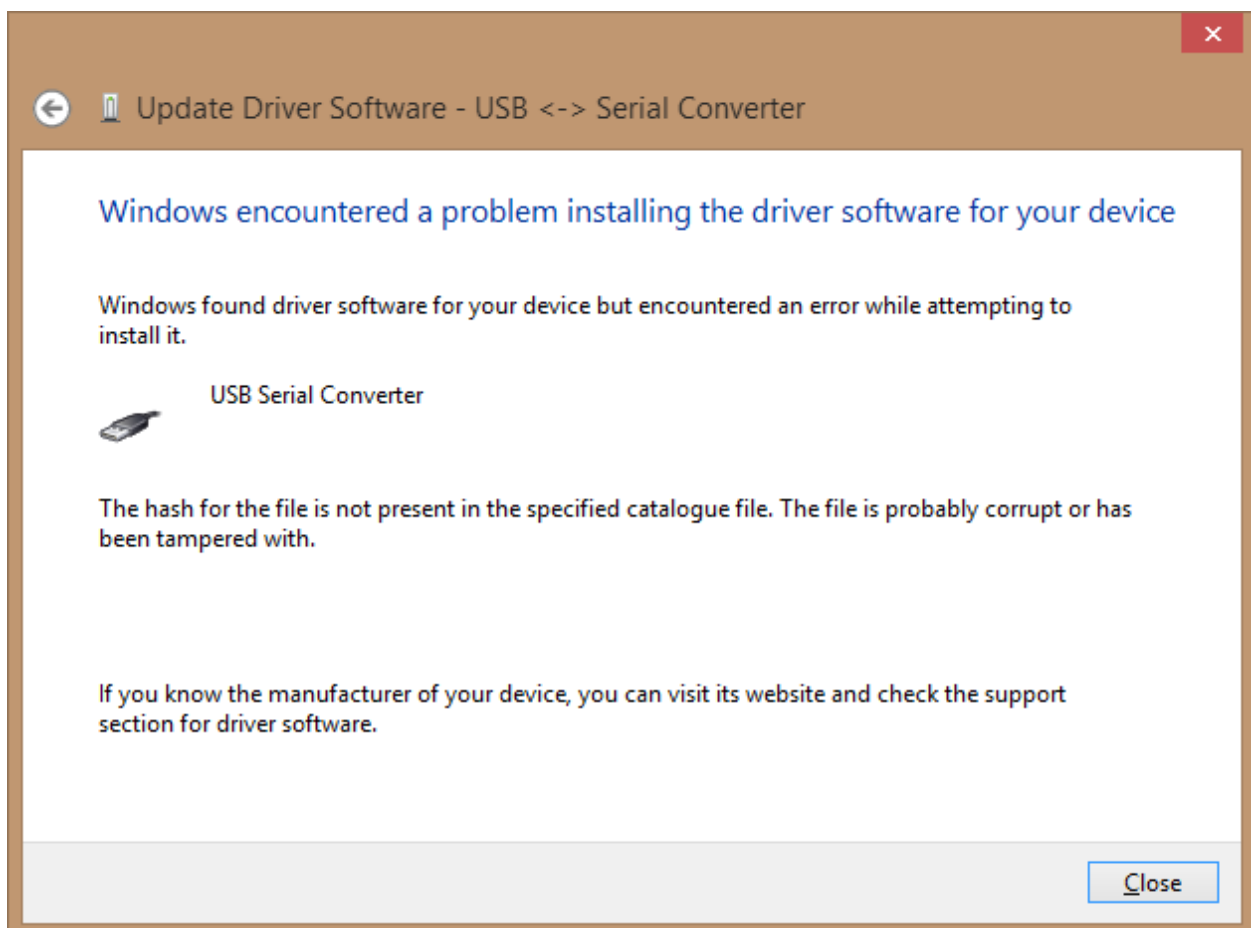 Update Driver Software - USB <-> Serial Converter
Windows encountered a problem installing the driver software for your device
Windows found driver software for your device but encountered an error while attempting to
install it.
USB Serial Converter
The hash for the file is not present in the specified catalogue file. The file is probably corrupt or has
been tampered with.
If you know the manufacturer of your device, you can visit its website and check the support
section for driver software.
Close